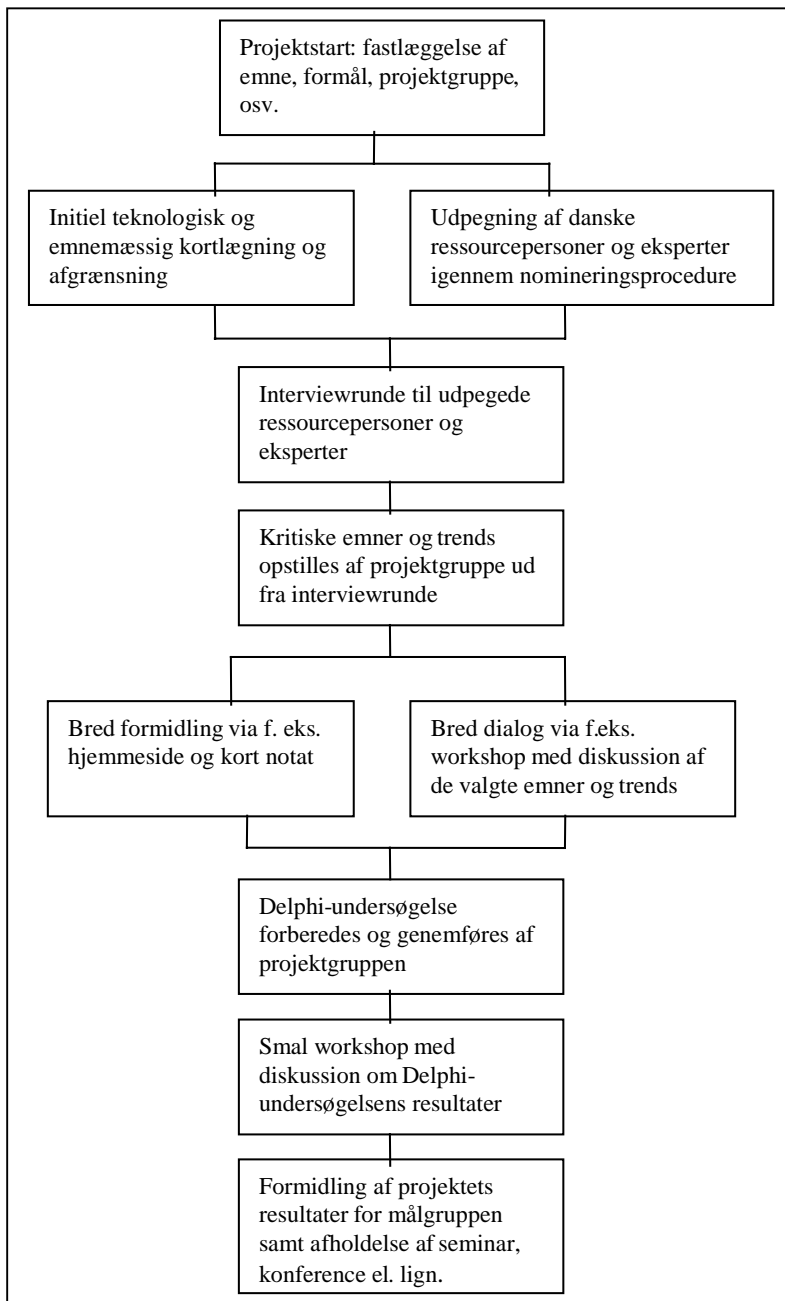 Projektstart: fastlæggelse af
emne, formål, projektgruppe,
osv.
Initiel teknologisk og
emnemæssig kortlægning og
afgrænsning
Udpegning af danske
ressourcepersoner og eksperter
igennem nomineringsprocedure
Interviewrunde til udpegede
ressourcepersoner og
eksperter
Kritiske emner og trends
opstilles af projektgruppe ud
fra interviewrunde
Bred formidling via f. eks.
hjemmeside og kort notat
Bred dialog via f.eks.
workshop med diskussion af
de valgte emner og trends
Delphi-undersøgelse
forberedes og genemføres af
projektgruppen
Smal workshop med
diskussion om Delphi-
undersøgelsens resultater
Formidling af projektets
resultater for målgruppen
samt afholdelse af seminar,
konference el. lign.